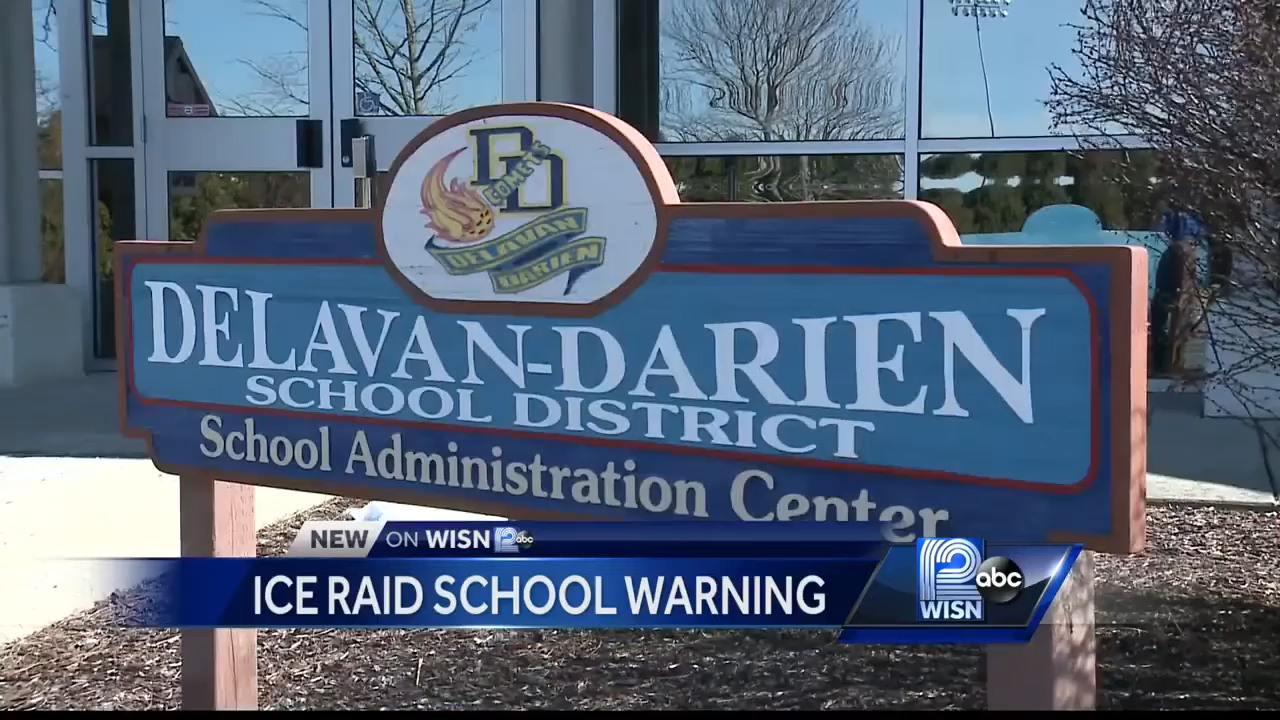 DD
COMETS
DELAVAN
DARIEN
DELAVAN-DARIEN
SCHOOL DISTRICT
School Administration Center
NEW ON WISN 12 abc
ICE RAID SCHOOL WARNING
12 abc
WISN